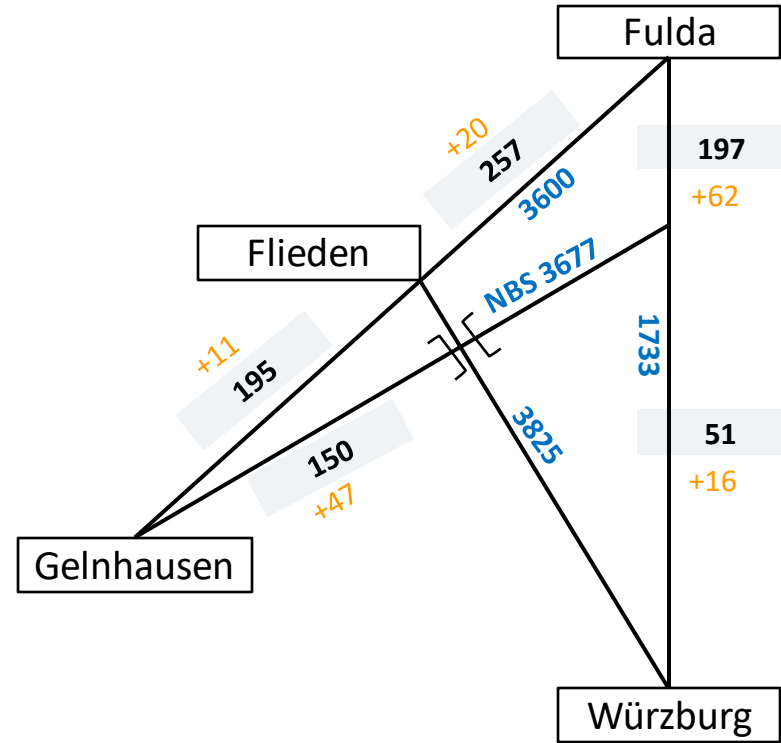 Fulda
+20
257
3600
197
+62
Flieden
NBS 3677
+11
195
1733
150
+47
3825
51
+16
Gelnhausen
Würzburg